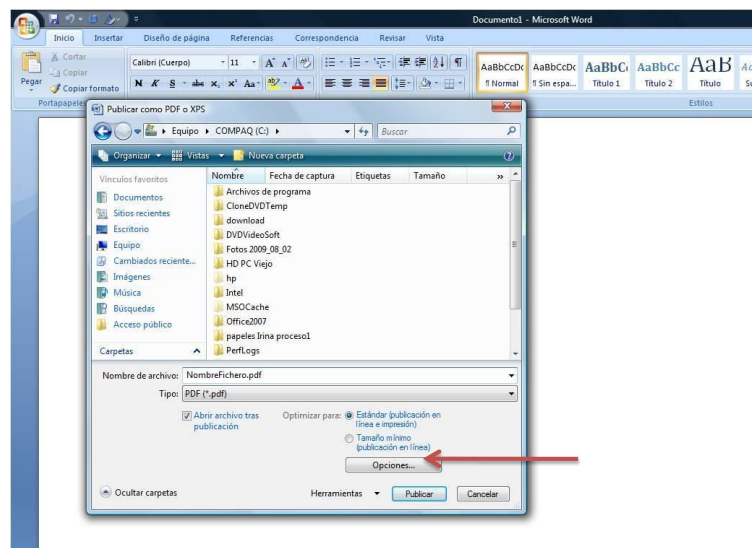 Documento1 - Microsoft Word
Inicio Insertar Diseño de página Referencias Correspondencia Revisar Vista
Pegar
Cortar
Copiar
Copiar formato
Portapapeles
Calibri (Cuerpo) 11
N K S abc x, x² Aa A
AaBbCcDc AaBbCcDc AaBbC AaBbCc AaB
¶ Normal ¶ Sin espa... Título 1 Título 2 Título
Estilos
Publicar como PDF o XPS
Equipo COMPAQ (C:) Buscar
Organizar Vistas Nueva carpeta
Vínculos favoritos
Documentos
Sitios recientes
Escritorio
Equipo
Cambiados reciente...
Imágenes
Música
Búsquedas
Acceso público
Carpetas
Nombre Fecha de captura Etiquetas Tamaño »
Archivos de programa
CloneDVDTemp
download
DVDVideoSoft
Fotos 2009_08_02
HD PC Viejo
hp
Intel
MSOCache
Office2007
papeles Irina proceso1
PerfLogs
Nombre de archivo: NombreFichero.pdf
Tipo: PDF (*.pdf)
Abrir archivo tras
publicación
Optimizar para: Estándar (publicación en
línea e impresión)
Tamaño mínimo
(publicación en línea)
Opciones...
Ocultar carpetas Herramientas Publicar Cancelar